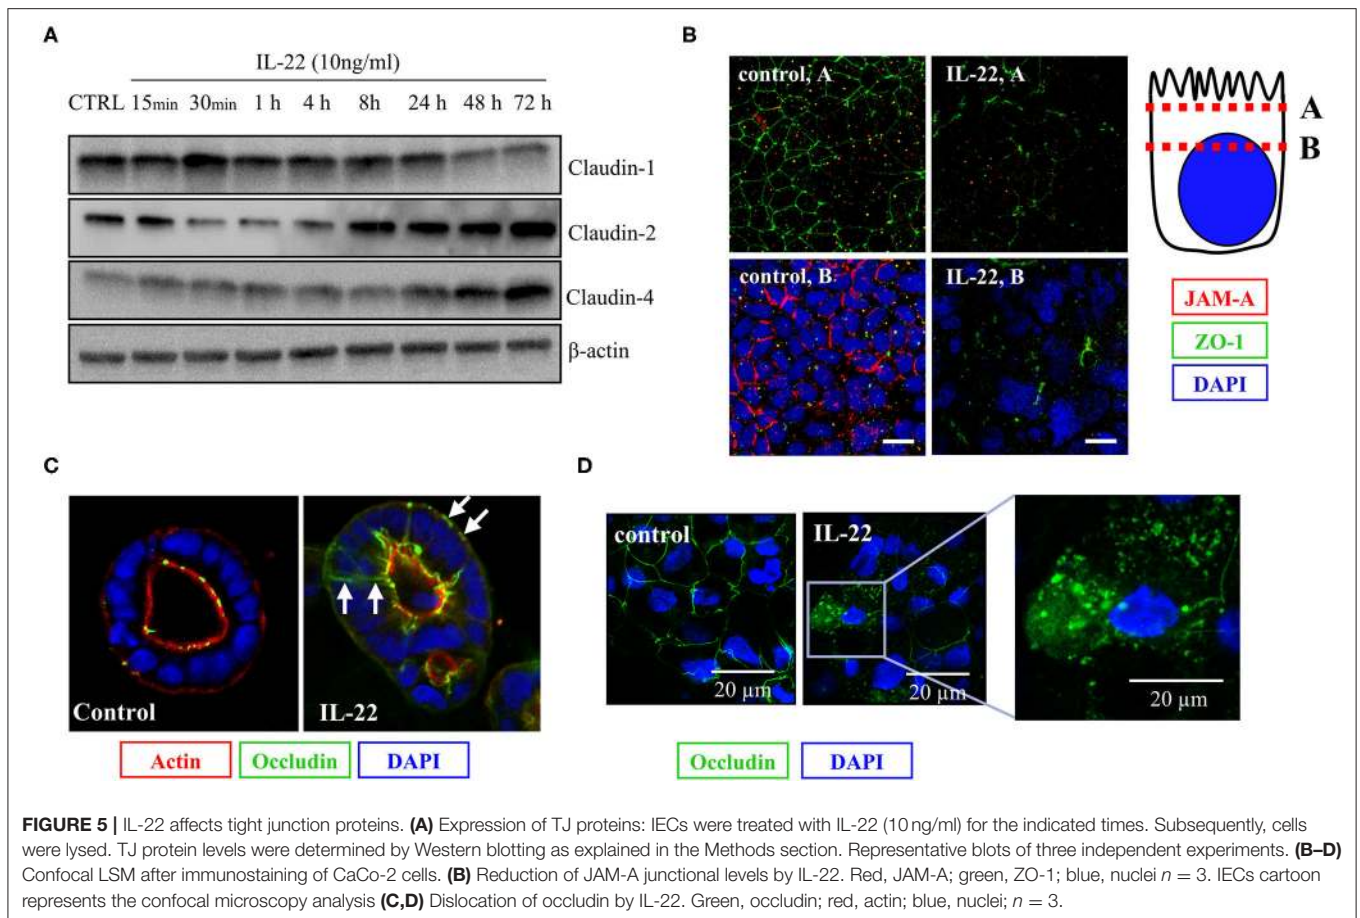 A
IL-22 (10ng/ml)
CTRL 15min 30min 1 h 4 h 8h 24 h 48 h 72 h
Claudin-1
Claudin-2
Claudin-4
β-actin
B
control, A
IL-22, A
control, B
IL-22, B
A
B
JAM-A
ZO-1
DAPI
C
Control
IL-22
Actin
Occludin
DAPI
D
control
IL-22
20 μm
20 μm
20 μm
Occludin
DAPI
FIGURE 5 | IL-22 affects tight junction proteins. (A) Expression of TJ proteins: IECs were treated with IL-22 (10 ng/ml) for the indicated times. Subsequently, cells
were lysed. TJ protein levels were determined by Western blotting as explained in the Methods section. Representative blots of three independent experiments. (B–D)
Confocal LSM after immunostaining of CaCo-2 cells. (B) Reduction of JAM-A junctional levels by IL-22. Red, JAM-A; green, ZO-1; blue, nuclei n = 3. IECs cartoon
represents the confocal microscopy analysis (C,D) Dislocation of occludin by IL-22. Green, occludin; red, actin; blue, nuclei; n = 3.